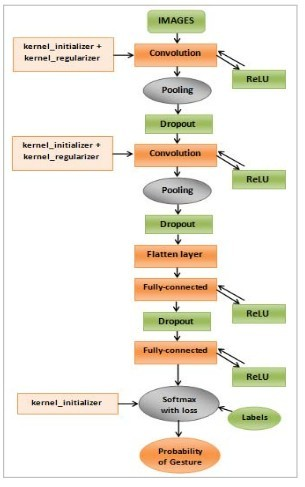 IMAGES
kernel_initializer +
kernel_regularizer
Convolution
ReLU
Pooling
Dropout
kernel_initializer +
kernel_regularizer
Convolution
ReLU
Pooling
Dropout
Flatten layer
Fully-connected
ReLU
Dropout
Fully-connected
ReLU
kernel_initializer
Softmax
with loss
Labels
Probability
of Gesture